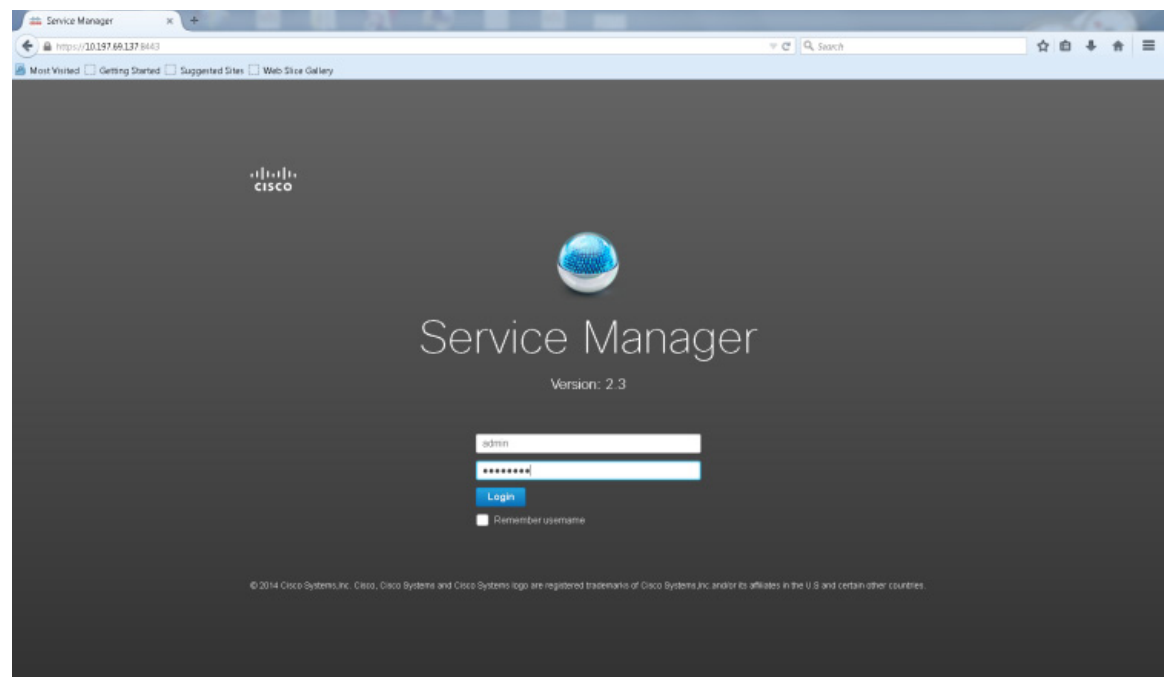 Service Manager
https://10.197.69.137:8443
Search
Most Visited Getting Started Suggested Sites Web Slice Gallery
CISCO
Service Manager
Version: 2.3
admin
••••••••
Login
Remember username
© 2014 Cisco Systems,Inc. Cisco, Cisco Systems and Cisco Systems logo are registered trademarks of Cisco Systems,Inc and/or its affiliates in the U.S and certain other countries.